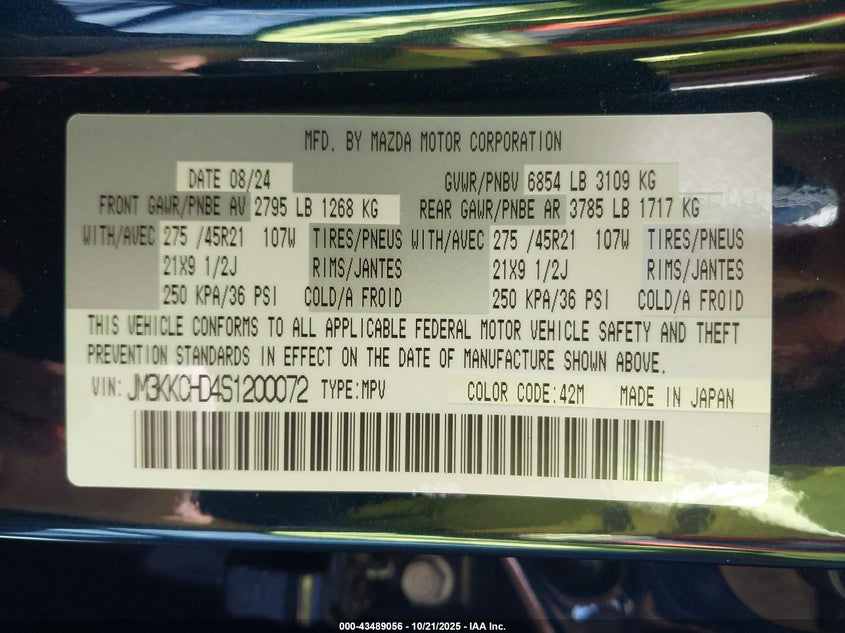 MFD. BY MAZDA MOTOR CORPORATION
DATE 08/24 GVWR/PNBV 6854 LB 3109 KG
FRONT GAWR/PNBE AV 2795 LB 1268 KG REAR GAWR/PNBE AR 3785 LB 1717 KG
WITH/AVEC 275 /45R21 107W TIRES/PNEUS WITH/AVEC 275 /45R21 107W TIRES/PNEUS
21X9 1/2J RIMS/JANTES 21X9 1/2J RIMS/JANTES
250 KPA/36 PSI COLD/A FROID 250 KPA/36 PSI COLD/A FROID
THIS VEHICLE CONFORMS TO ALL APPLICABLE FEDERAL MOTOR VEHICLE SAFETY AND THEFT
PREVENTION STANDARDS IN EFFECT ON THE DATE OF MANUFACTURE SHOWN ABOVE.
VIN: JM3KKCHD4S1200072 TYPE:MPV COLOR CODE:42M MADE IN JAPAN
000-43489056 - 10/21/2025 - IAA Inc.